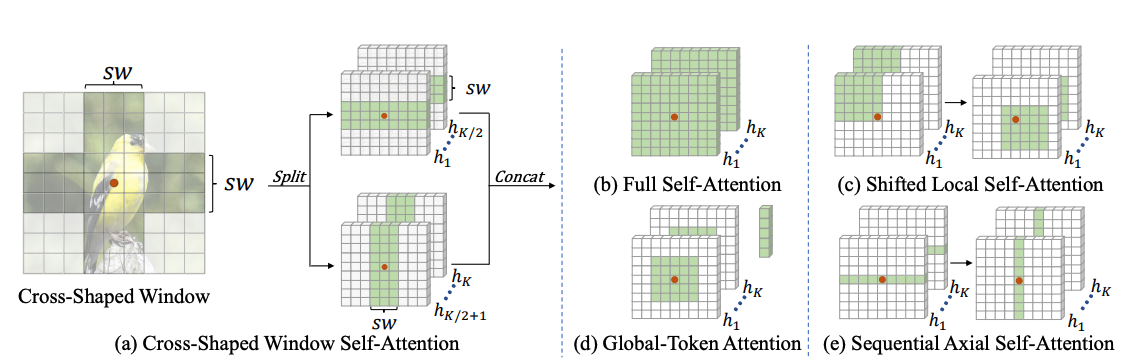 sw
sw
Cross-Shaped Window
Split
sw
h_{K/2}
h_1
h_K
h_{K/2+1}
sw
Concat
(a) Cross-Shaped Window Self-Attention
h_K
h_1
(b) Full Self-Attention
h_K
h_1
h_K
h_1
(c) Shifted Local Self-Attention
h_K
h_1
(d) Global-Token Attention
h_K
h_1
h_K
h_1
(e) Sequential Axial Self-Attention